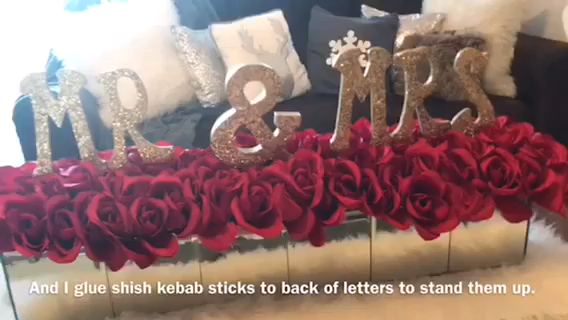 MR & MRS
And I glue shish kebab sticks to back of letters to stand them up.